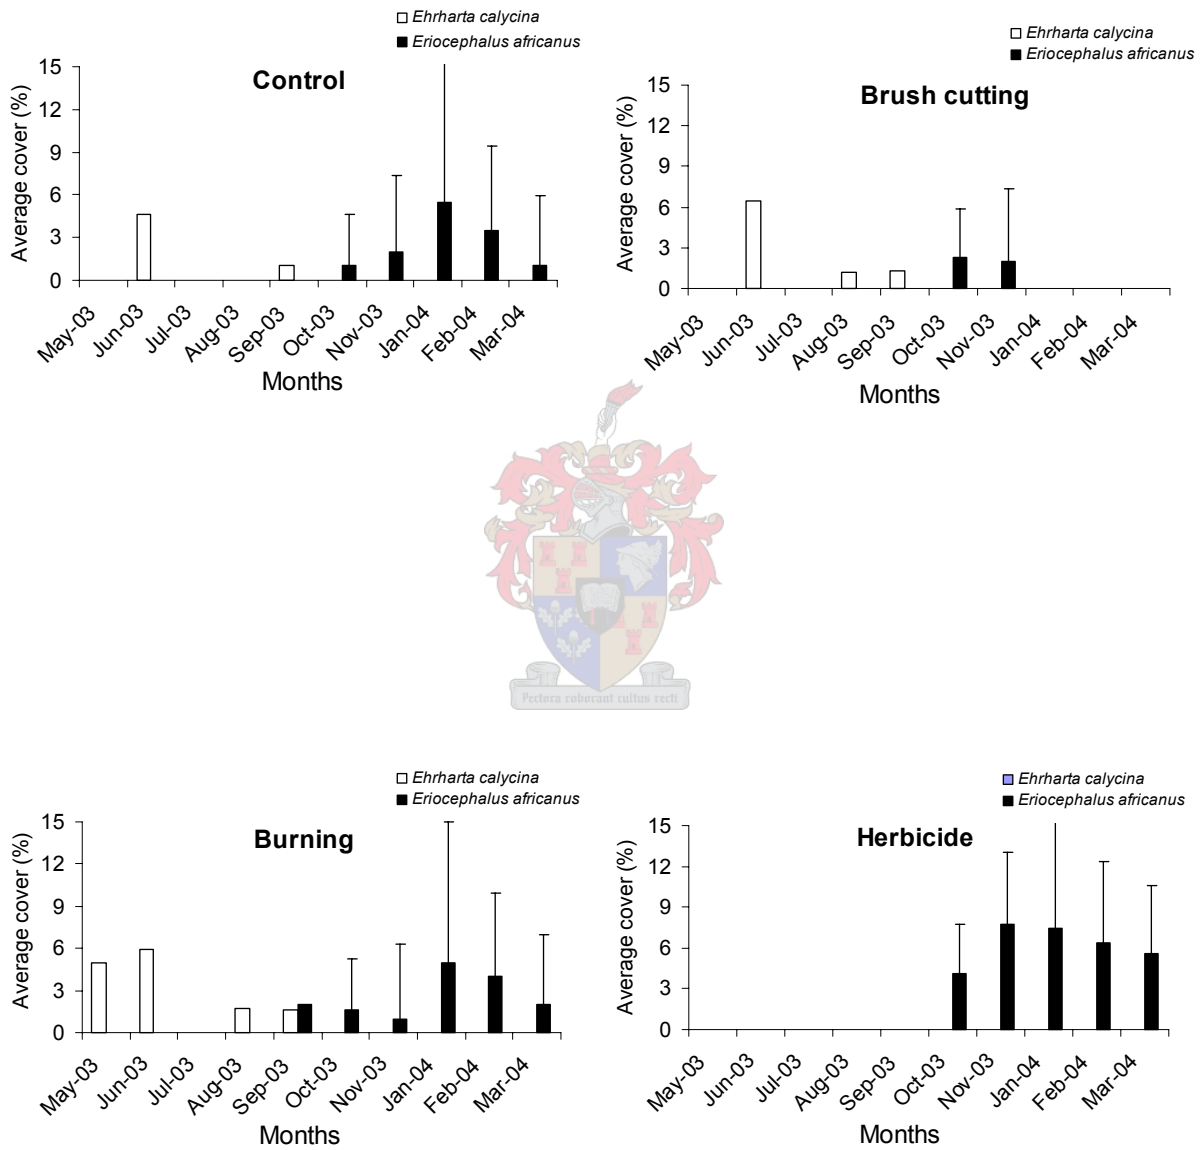 Ehrharta calycina
Eriocephalus africanus
Control
Average cover (%)
15
12
9
6
3
0
May-03
Jun-03
Jul-03
Aug-03
Sep-03
Oct-03
Nov-03
Jan-04
Feb-04
Mar-04
Months
Ehrharta calycina
Eriocephalus africanus
Brush cutting
Average cover (%)
15
12
9
6
3
0
May-03
Jun-03
Jul-03
Aug-03
Sep-03
Oct-03
Nov-03
Jan-04
Feb-04
Mar-04
Months
Pectora roborant cultus recti
Ehrharta calycina
Eriocephalus africanus
Burning
Average cover (%)
15
12
9
6
3
0
May-03
Jun-03
Jul-03
Aug-03
Sep-03
Oct-03
Nov-03
Jan-04
Feb-04
Mar-04
Months
Ehrharta calycina
Eriocephalus africanus
Herbicide
Average cover (%)
15
12
9
6
3
0
May-03
Jun-03
Jul-03
Aug-03
Sep-03
Oct-03
Nov-03
Jan-04
Feb-04
Mar-04
Months